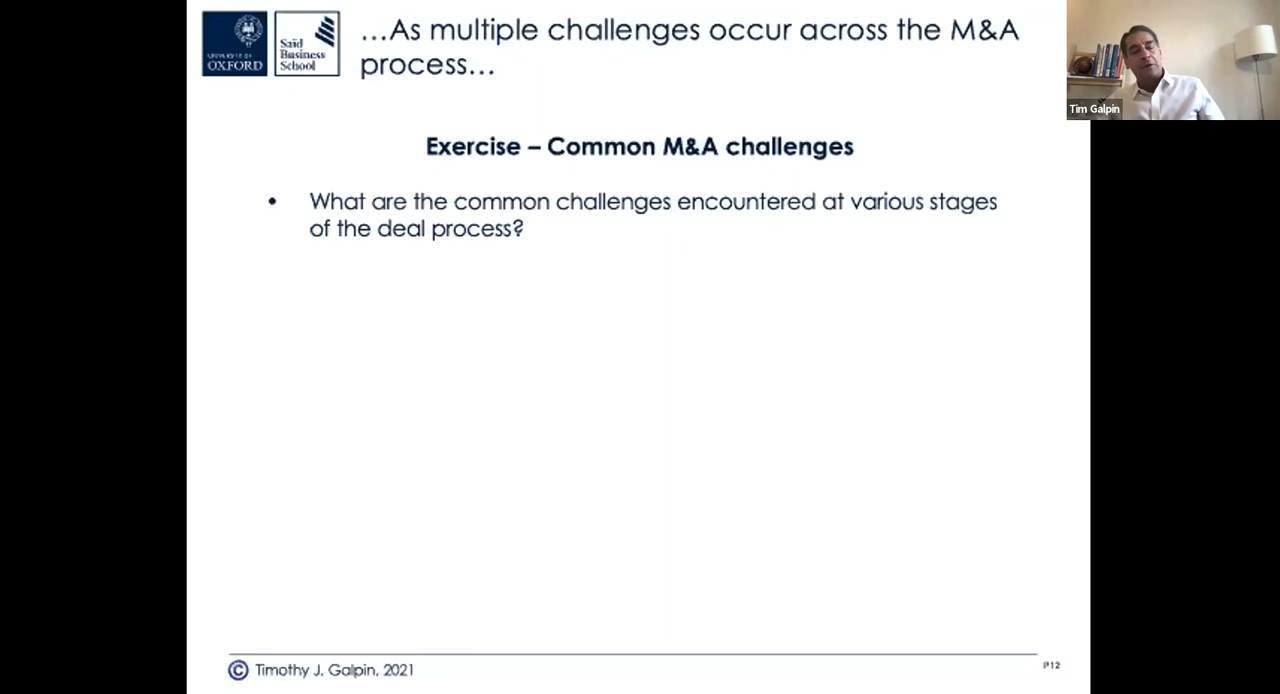 UNIVERSITY OF
OXFORD
Saïd
Business
School
…As multiple challenges occur across the M&A
process…
Tim Galpin
Exercise – Common M&A challenges
• What are the common challenges encountered at various stages
of the deal process?
© Timothy J. Galpin, 2021
P12